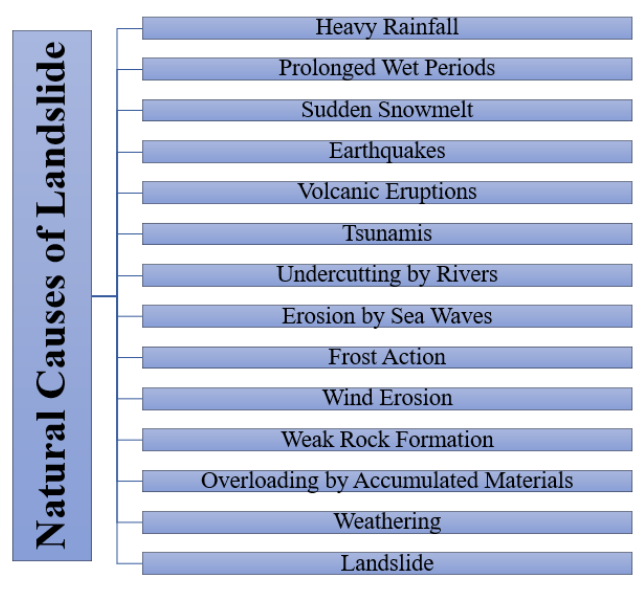 Natural Causes of Landslide
Heavy Rainfall
Prolonged Wet Periods
Sudden Snowmelt
Earthquakes
Volcanic Eruptions
Tsunamis
Undercutting by Rivers
Erosion by Sea Waves
Frost Action
Wind Erosion
Weak Rock Formation
Overloading by Accumulated Materials
Weathering
Landslide